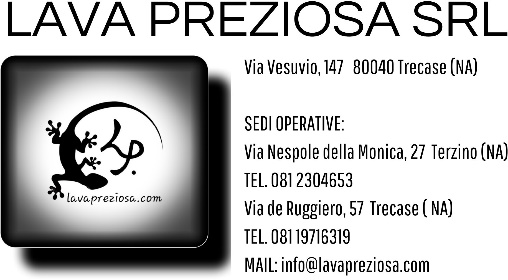 LAVA PREZIOSA SRL
Via Vesuvio, 147 80040 Trecase (NA)
LP.
lavapreziosa.com
SEDI OPERATIVE:
Via Nespole della Monica, 27 Terzino (NA)
TEL. 081 2304653
Via de Ruggiero, 57 Trecase ( NA)
TEL. 081 19716319
MAIL: info@lavapreziosa.com